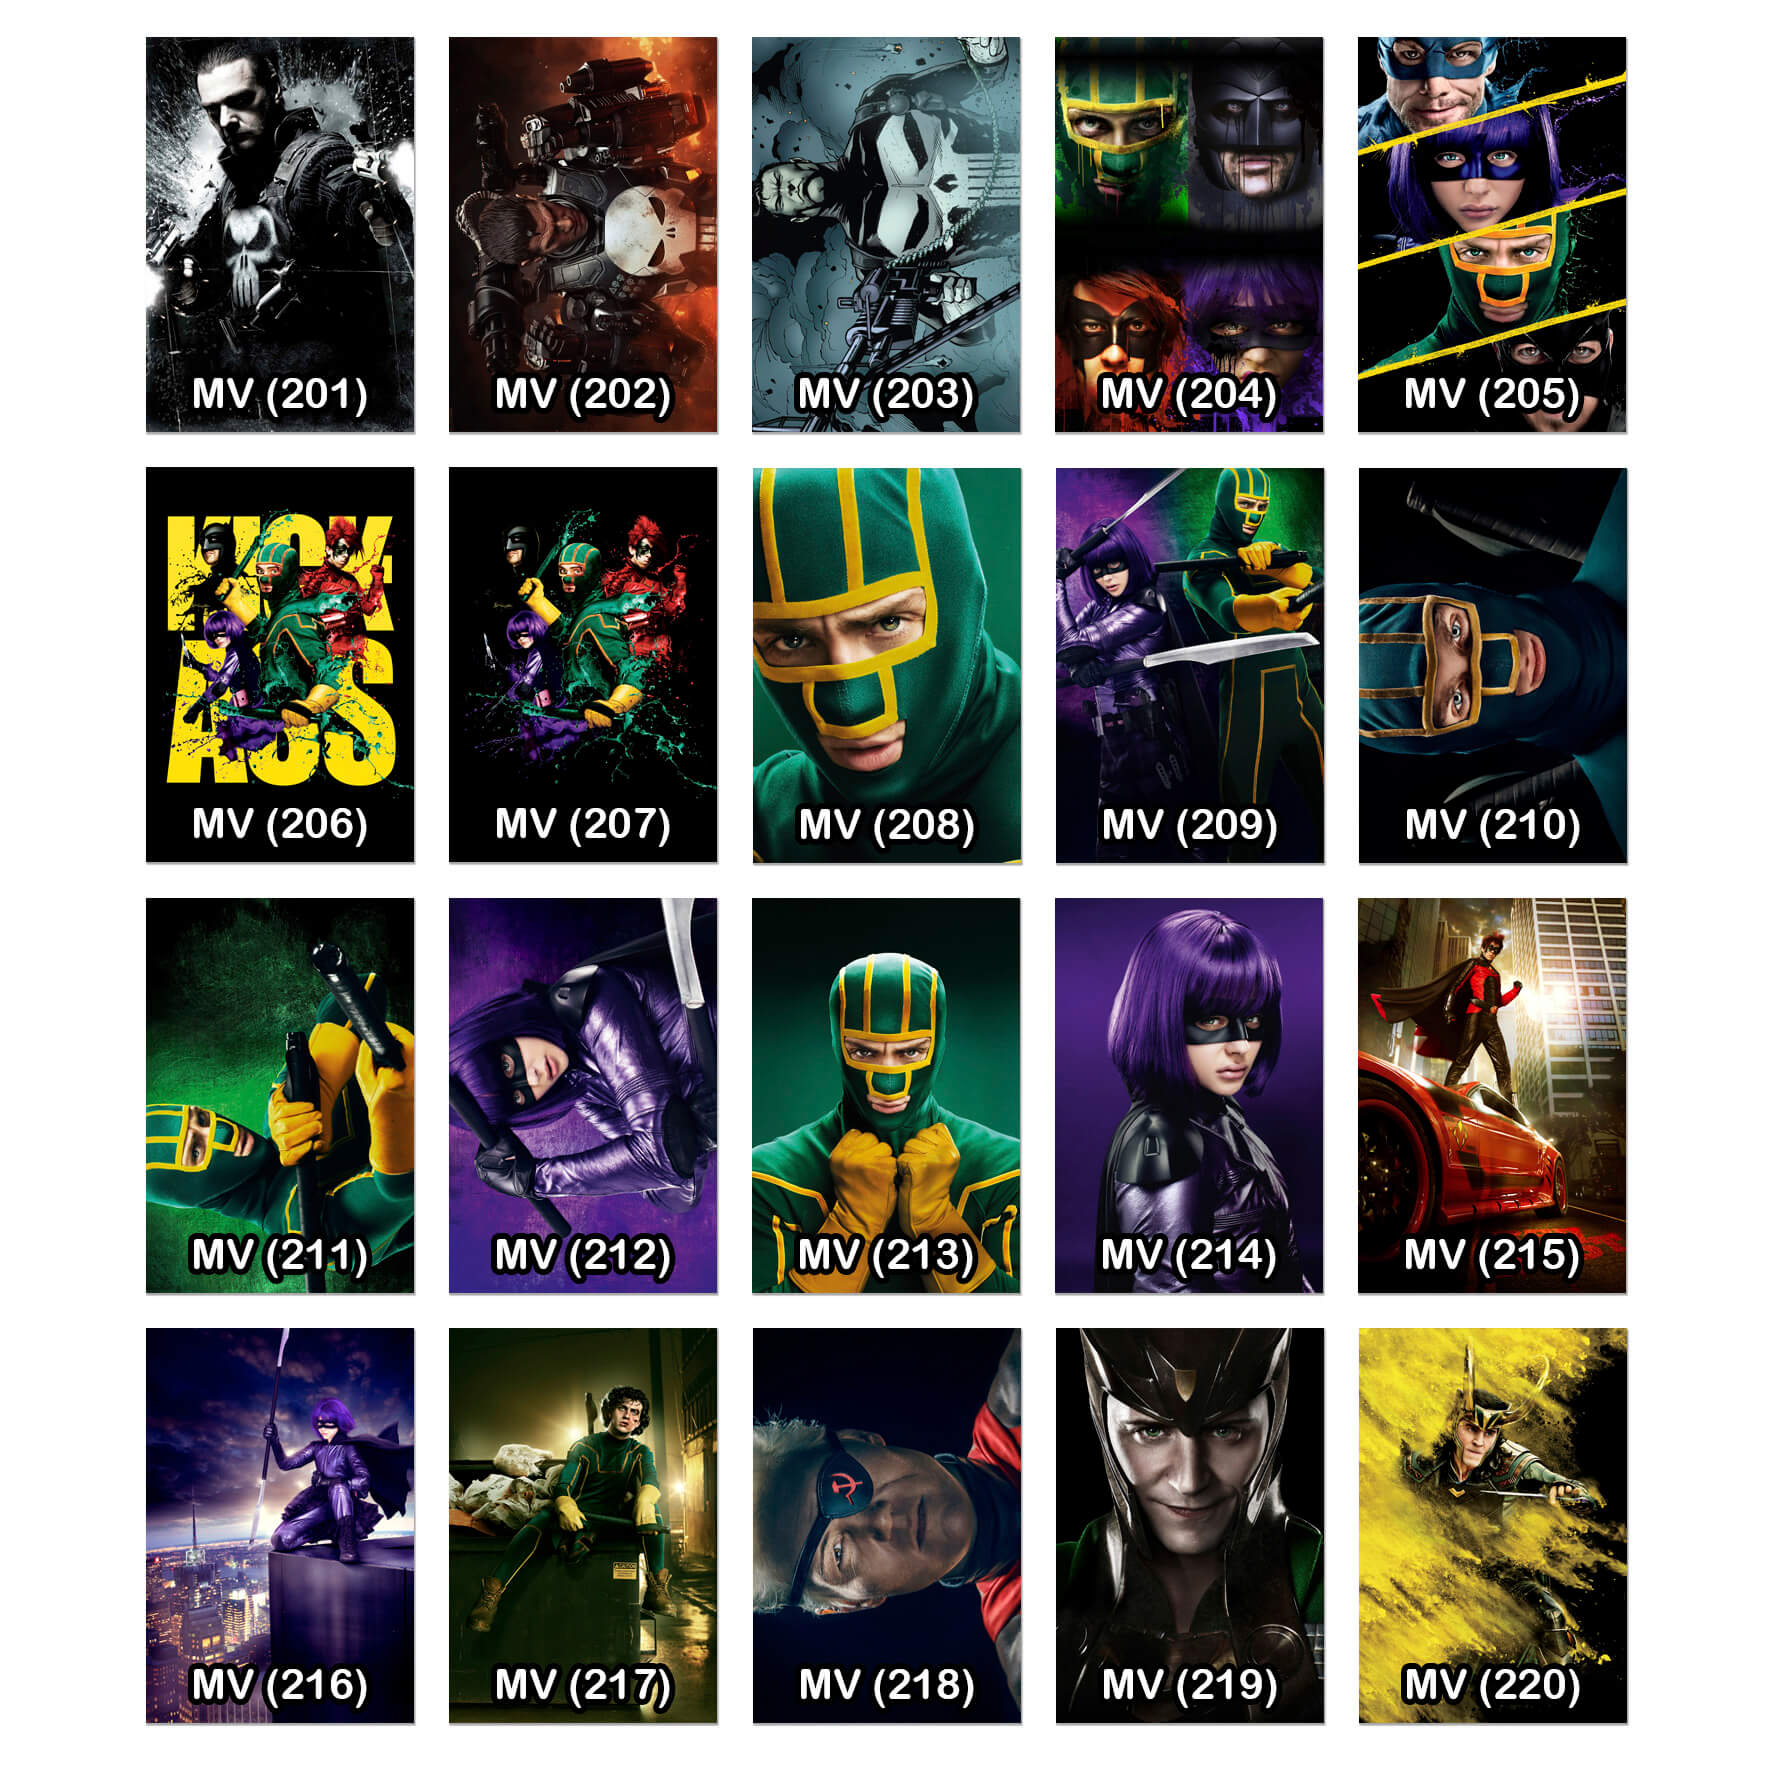 MV (201)
MV (202)
MV (203)
MV (204)
MV (205)
KICK-
ASS
MV (206)
MV (207)
MV (208)
MV (209)
MV (210)
MV (211)
MV (212)
MV (213)
MV (214)
MV (215)
MV (216)
CAUTION
MV (217)
MV (218)
MV (219)
MV (220)